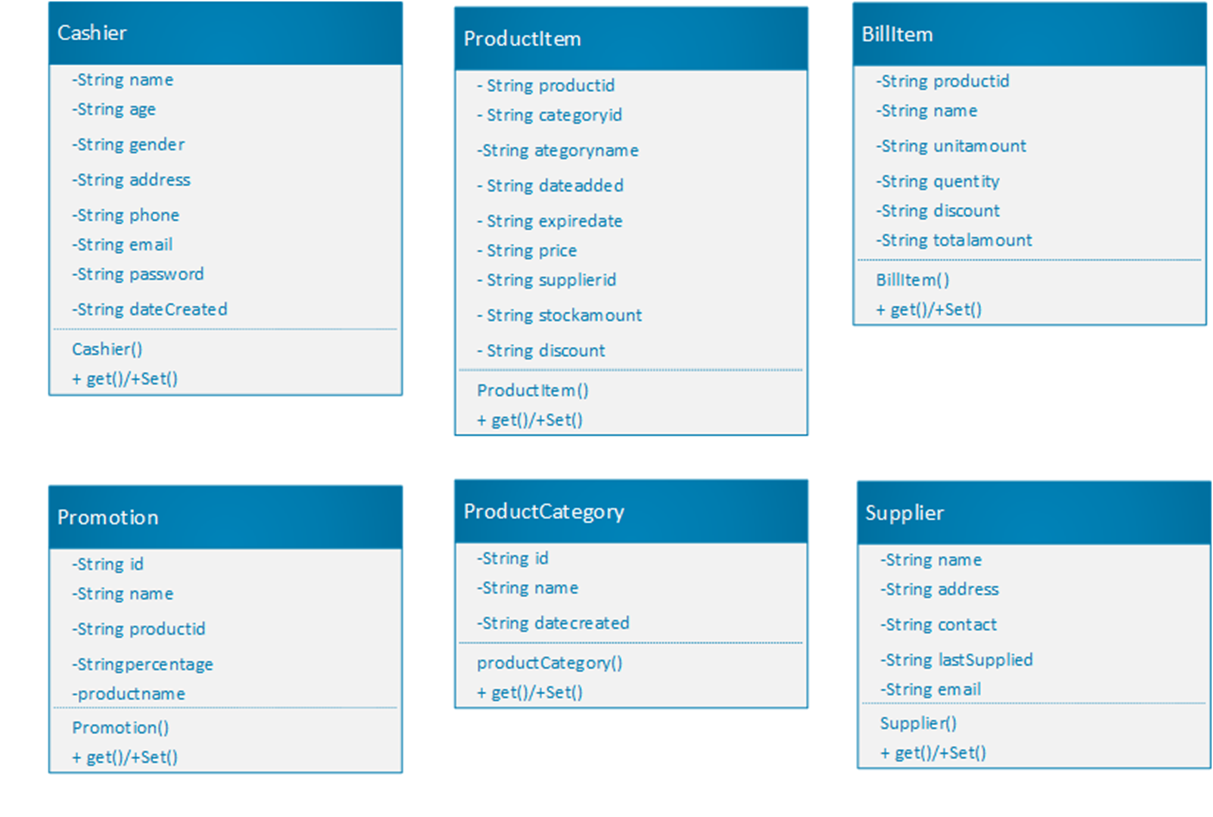 Cashier
-String name
-String age
-String gender
-String address
-String phone
-String email
-String password
-String dateCreated
Cashier()
+ get()/+Set()
ProductItem
- String productid
- String categoryid
-String ategoryname
- String dateadded
- String expiredate
- String price
- String supplierid
- String stockamount
- String discount
ProductItem()
+ get()/+Set()
BillItem
-String productid
-String name
-String unitamount
-String quentity
-String discount
-String totalamount
BillItem()
+ get()/+Set()
Promotion
-String id
-String name
-String productid
-Stringpercentage
-productname
Promotion()
+ get()/+Set()
ProductCategory
-String id
-String name
-String datecreated
productCategory()
+ get()/+Set()
Supplier
-String name
-String address
-String contact
-String lastSupplied
-String email
Supplier()
+ get()/+Set()